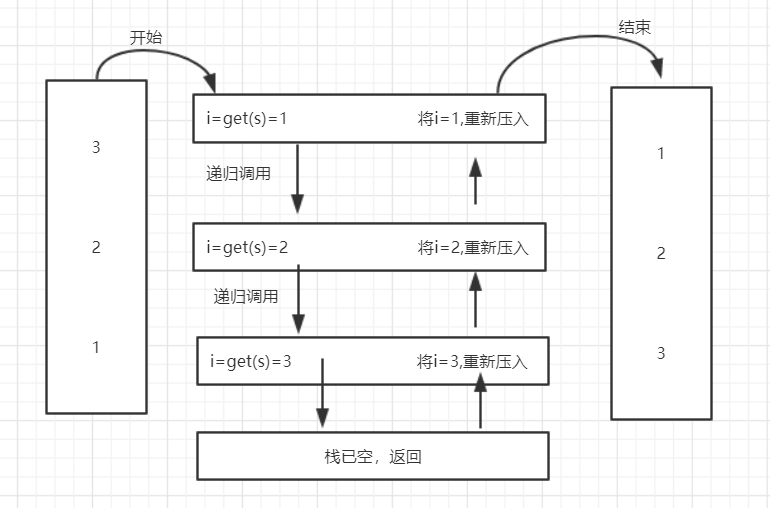 开始
结束
3
2
1
i=get(s)=1
将i=1,重新压入
递归调用
i=get(s)=2
将i=2,重新压入
递归调用
i=get(s)=3
将i=3,重新压入
栈已空，返回
1
2
3